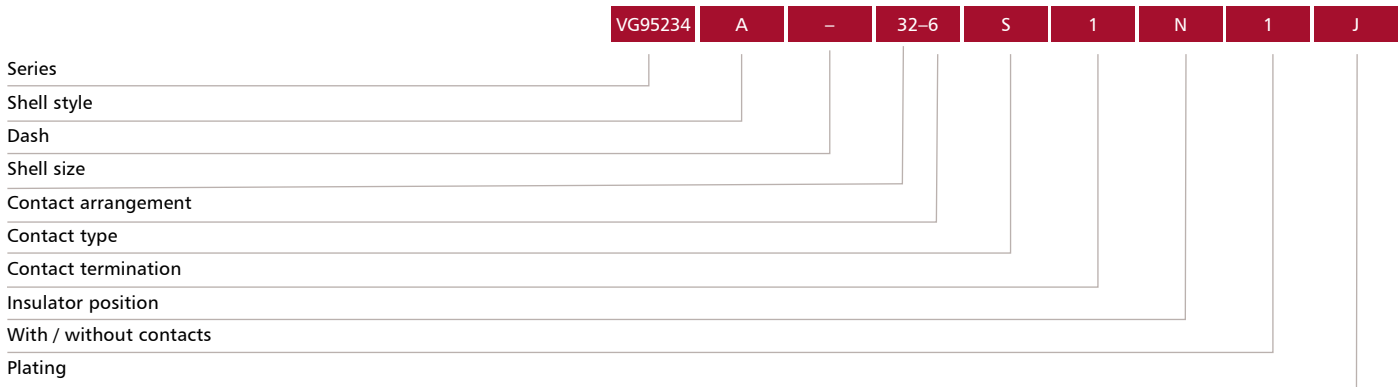 VG95234 A – 32–6 S 1 N 1 J
Series
Shell style
Dash
Shell size
Contact arrangement
Contact type
Contact termination
Insulator position
With / without contacts
Plating